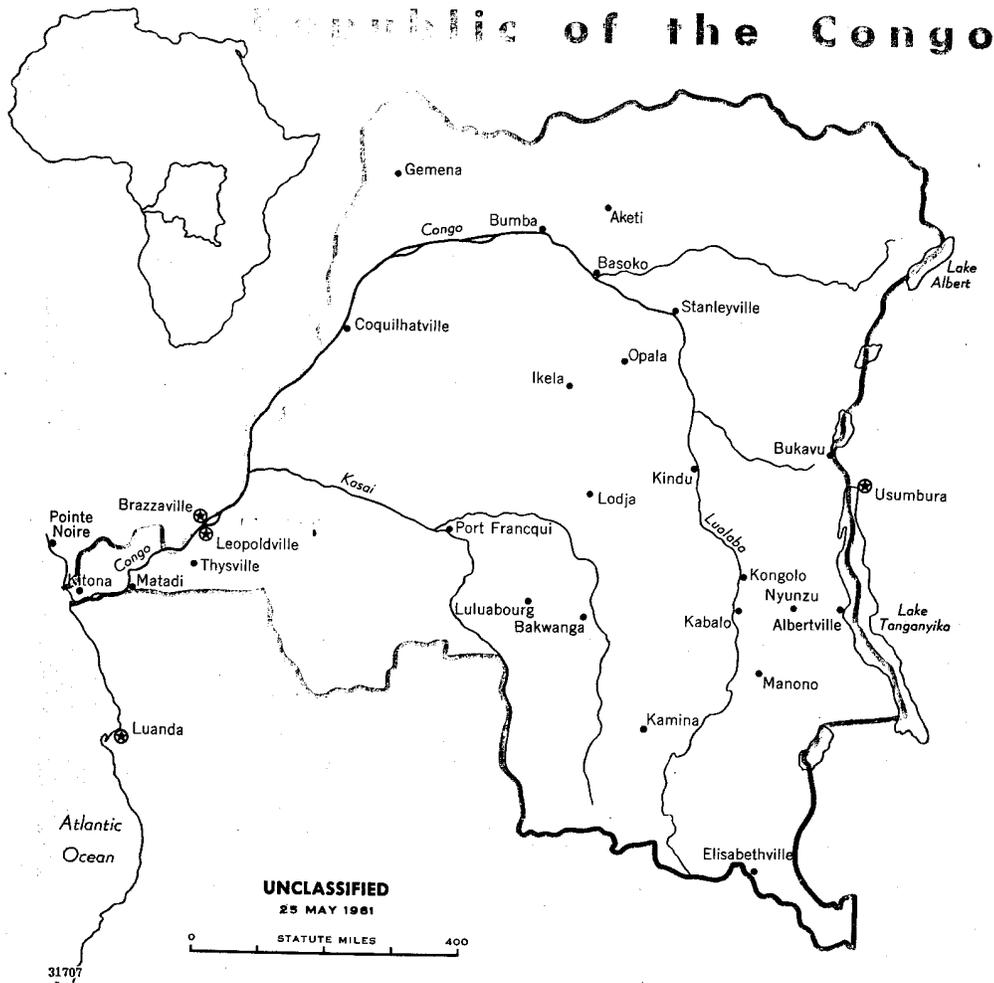 Republic of the Congo
Gemena
Congo
Bumba
Aketi
Basoko
Lake
Albert
Stanleyville
Coquilhatville
Opala
Ikela
Bukavu
Kindu
Kasai
Usumbura
Lodja
Brazzaville
Pointe
Noire
Port Francqui
Leopoldville
Lualaba
Congo
Thysville
Kitona
Matadi
Kongolo
Nyunzu
Luluabourg
Bakwanga
Kabalo
Albertville
Lake
Tanganyika
Manono
Kamina
Luanda
Atlantic
Ocean
Elisabethville
UNCLASSIFIED
25 MAY 1961
STATUTE MILES
0
400
31707